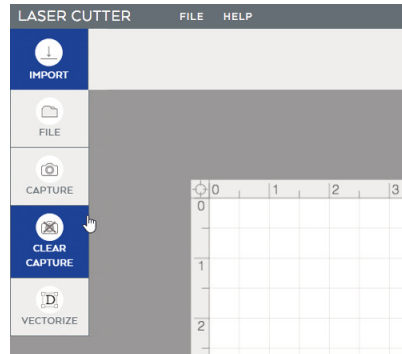 LASER CUTTER FILE HELP
IMPORT
FILE
CAPTURE
0 1 2 3
0
CLEAR
CAPTURE
1
D
VECTORIZE
2